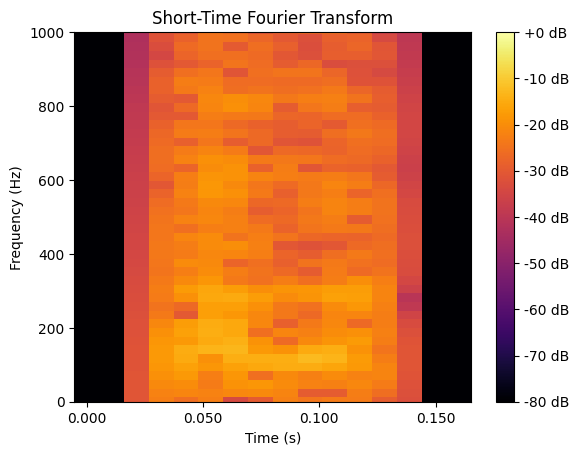 Short-Time Fourier Transform
1000
800
600
400
200
0
Frequency (Hz)
0.000
0.050
0.100
0.150
Time (s)
+0 dB
-10 dB
-20 dB
-30 dB
-40 dB
-50 dB
-60 dB
-70 dB
-80 dB